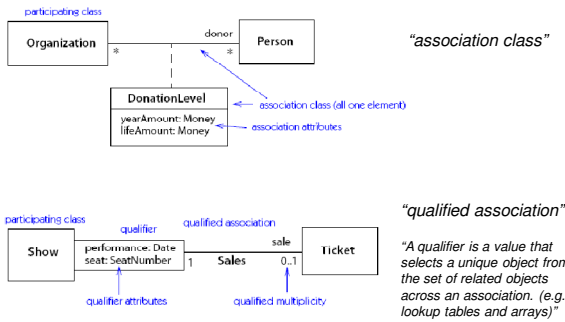 participating class
donor
Organization
Person
*
*
"association class"
DonationLevel
association class (all one element)
yearAmount: Money
lifeAmount: Money
association attributes
participating class
qualifier
qualified association
"qualified association"
Show
performance: Date
seat: SeatNumber
1
Sales
sale
0..1
Ticket
qualifier attributes
qualified multiplicity
"A qualifier is a value that
selects a unique object from
the set of related objects
across an association. (e.g.
lookup tables and arrays)"